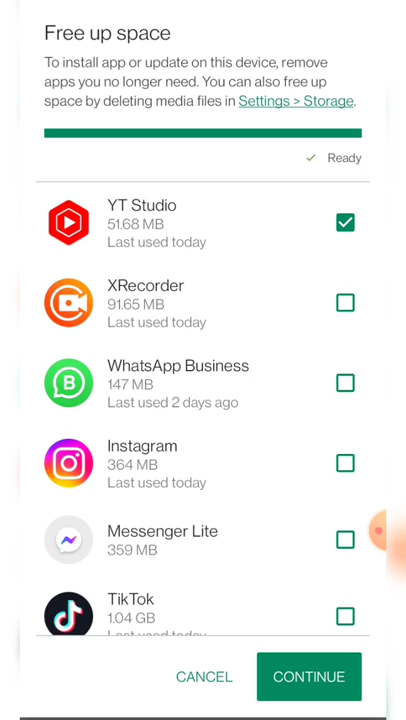 Free up space
To install app or update on this device, remove
apps you no longer need. You can also free up
space by deleting media files in Settings > Storage.
Ready
YT Studio
51.68 MB
Last used today
XRecorder
91.65 MB
Last used today
WhatsApp Business
147 MB
Last used 2 days ago
B
Instagram
364 MB
Last used today
Messenger Lite
359 MB
TikTok
1.04 GB
Last used today
CANCEL
CONTINUE